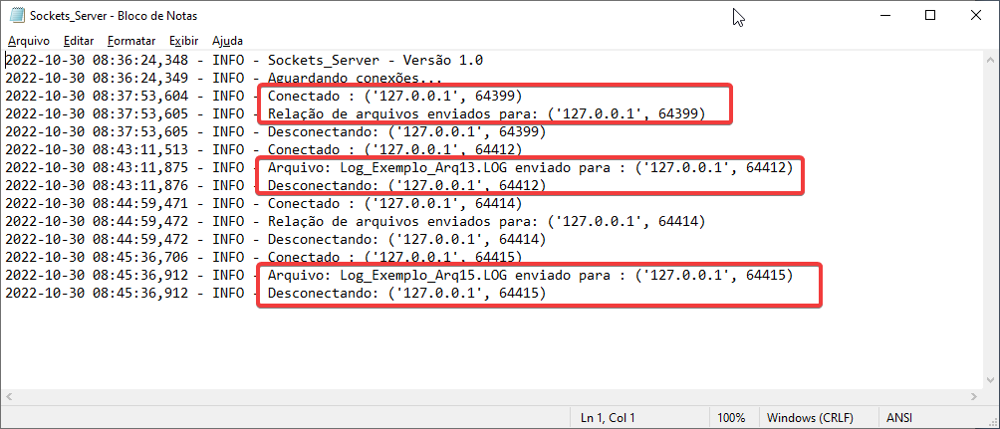 Sockets_Server - Bloco de Notas
Arquivo Editar Formatar Exibir Ajuda
2022-10-30 08:36:24,348 - INFO - Sockets_Server - Versão 1.0
2022-10-30 08:36:24,349 - INFO - Aguardando conexões...
2022-10-30 08:37:53,604 - INFO - Conectado : ('127.0.0.1', 64399)
2022-10-30 08:37:53,605 - INFO - Relação de arquivos enviados para: ('127.0.0.1', 64399)
2022-10-30 08:37:53,605 - INFO - Desconectando: ('127.0.0.1', 64399)
2022-10-30 08:43:11,513 - INFO - Conectado : ('127.0.0.1', 64412)
2022-10-30 08:43:11,875 - INFO - Arquivo: Log_Exemplo_Arq13.LOG enviado para : ('127.0.0.1', 64412)
2022-10-30 08:43:11,876 - INFO - Desconectando: ('127.0.0.1', 64412)
2022-10-30 08:44:59,471 - INFO - Conectado : ('127.0.0.1', 64414)
2022-10-30 08:44:59,472 - INFO - Relação de arquivos enviados para: ('127.0.0.1', 64414)
2022-10-30 08:44:59,472 - INFO - Desconectando: ('127.0.0.1', 64414)
2022-10-30 08:45:36,706 - INFO - Conectado : ('127.0.0.1', 64415)
2022-10-30 08:45:36,912 - INFO - Arquivo: Log_Exemplo_Arq15.LOG enviado para : ('127.0.0.1', 64415)
2022-10-30 08:45:36,912 - INFO - Desconectando: ('127.0.0.1', 64415)
Ln 1, Col 1 100% Windows (CRLF) ANSI